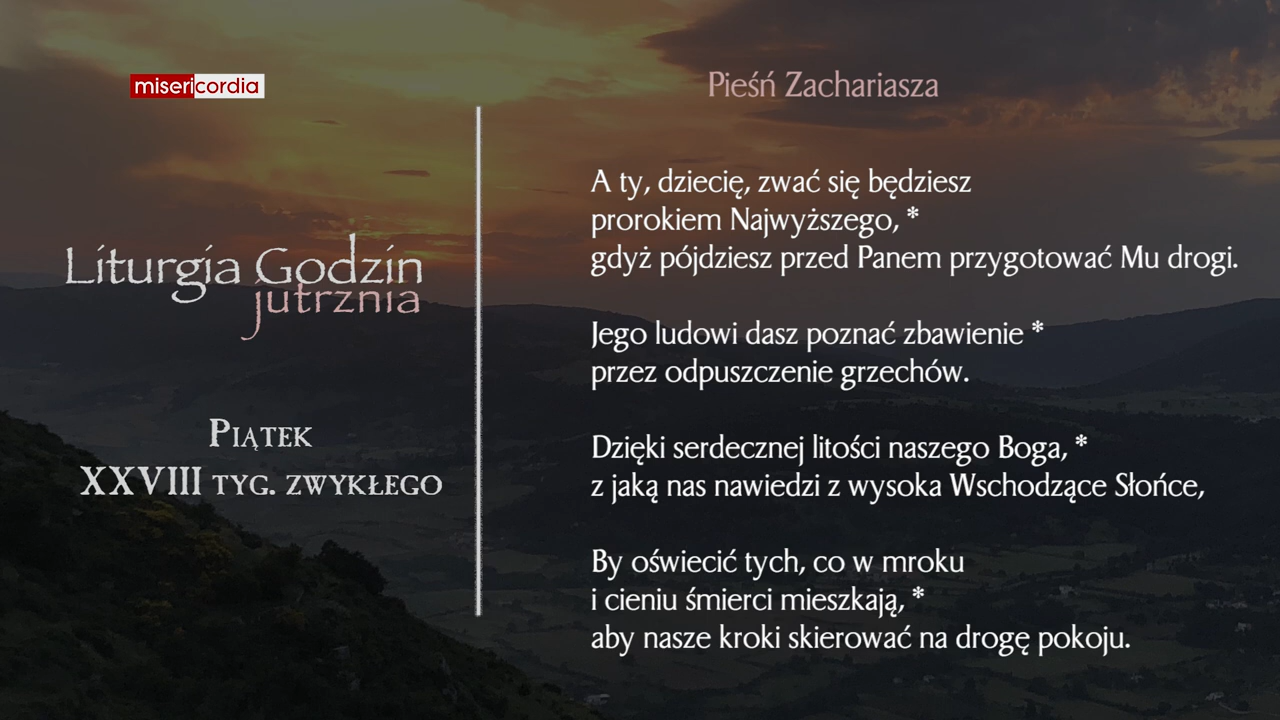 misericordia
Liturgia Godzin
jutrznia
Piątek
XXVIII tyg. zwykłego
Pieśń Zachariasza
A ty, dziecię, zwać się będziesz
prorokiem Najwyższego, *
gdyż pójdziesz przed Panem przygotować Mu drogi.
Jego ludowi dasz poznać zbawienie *
przez odpuszczenie grzechów.
Dzięki serdecznej litości naszego Boga, *
z jaką nas nawiedzi z wysoka Wschodzące Słońce,
By oświecić tych, co w mroku
i cieniu śmierci mieszkają, *
aby nasze kroki skierować na drogę pokoju.